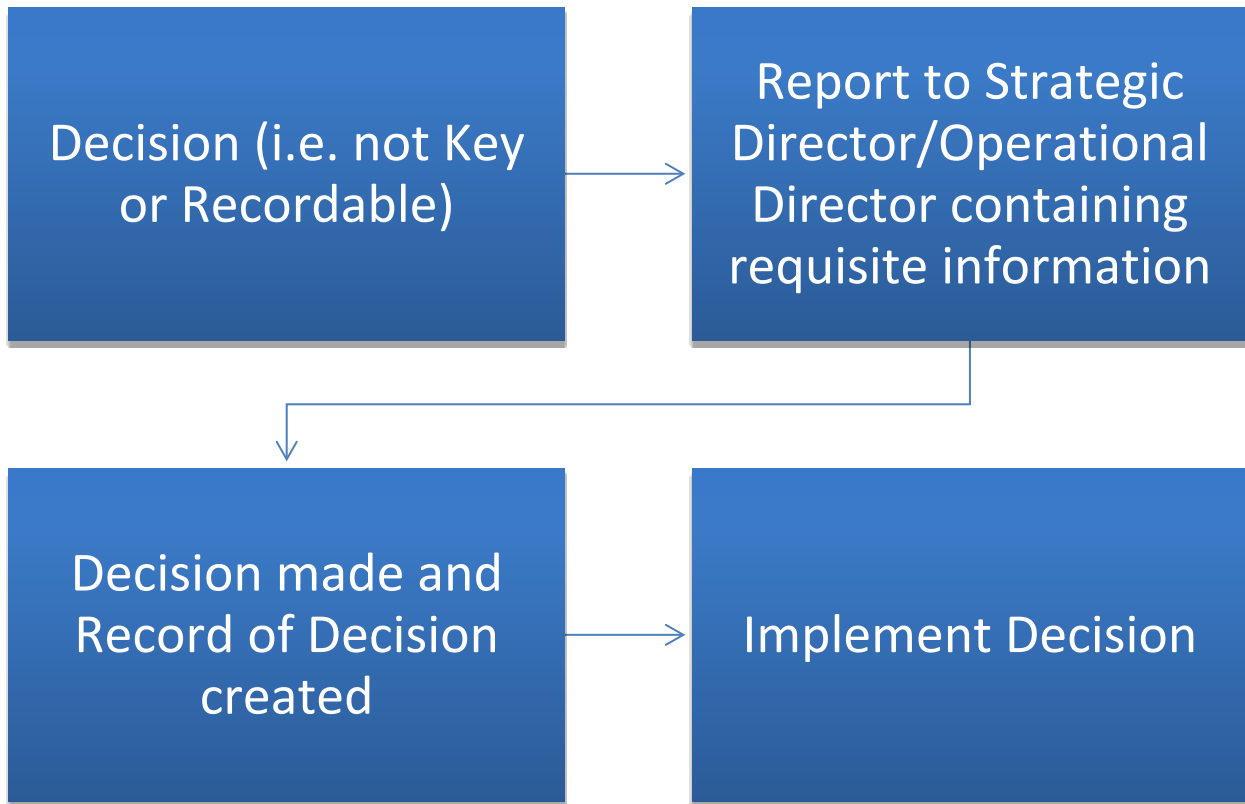 Decision (i.e. not Key
or Recordable)
Report to Strategic
Director/Operational
Director containing
requisite information
Decision made and
Record of Decision
created
Implement Decision